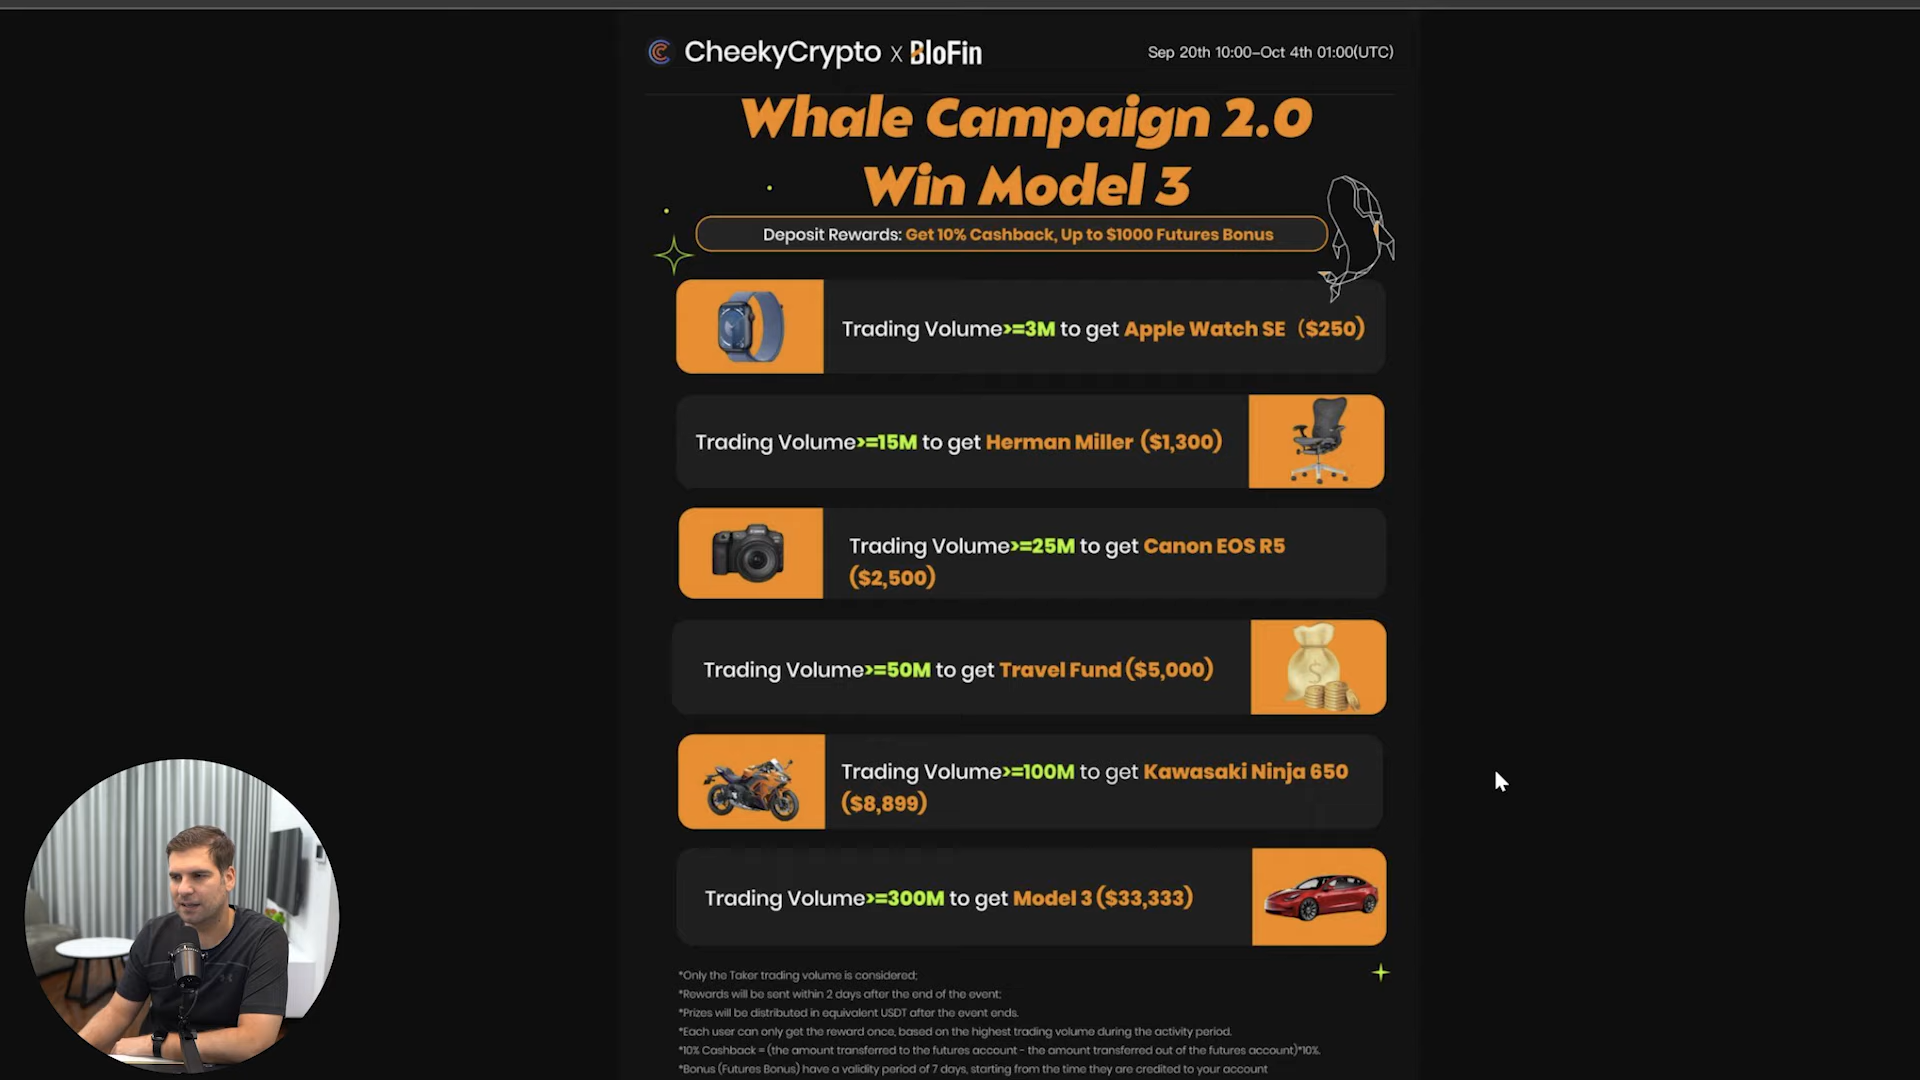 CheekyCrypto X BloFin
Sep 20th 10:00-Oct 4th 01:00(UTC)
Whale Campaign 2.0
Win Model 3
Deposit Rewards: Get 10% Cashback, Up to $1000 Futures Bonus
Trading Volume>=3M to get Apple Watch SE ($250)
Trading Volume>=15M to get Herman Miller ($1,300)
Trading Volume>=25M to get Canon EOS R5
($2,500)
Trading Volume>=50M to get Travel Fund ($5,000)
Trading Volume>=100M to get Kawasaki Ninja 650
($8,899)
Trading Volume>=300M to get Model 3 ($33,333)
*Only the Taker trading volume is considered;
*Rewards will be sent within 2 days after the end of the event;
*Prizes will be distributed in equivalent USDT after the event ends.
*Each user can only get the reward once, based on the highest trading volume during the activity period.
*10% Cashback = (the amount transferred to the futures account - the amount transferred out of the futures account)*10%.
*Bonus (Futures Bonus) have a validity period of 7 days, starting from the time they are credited to your account